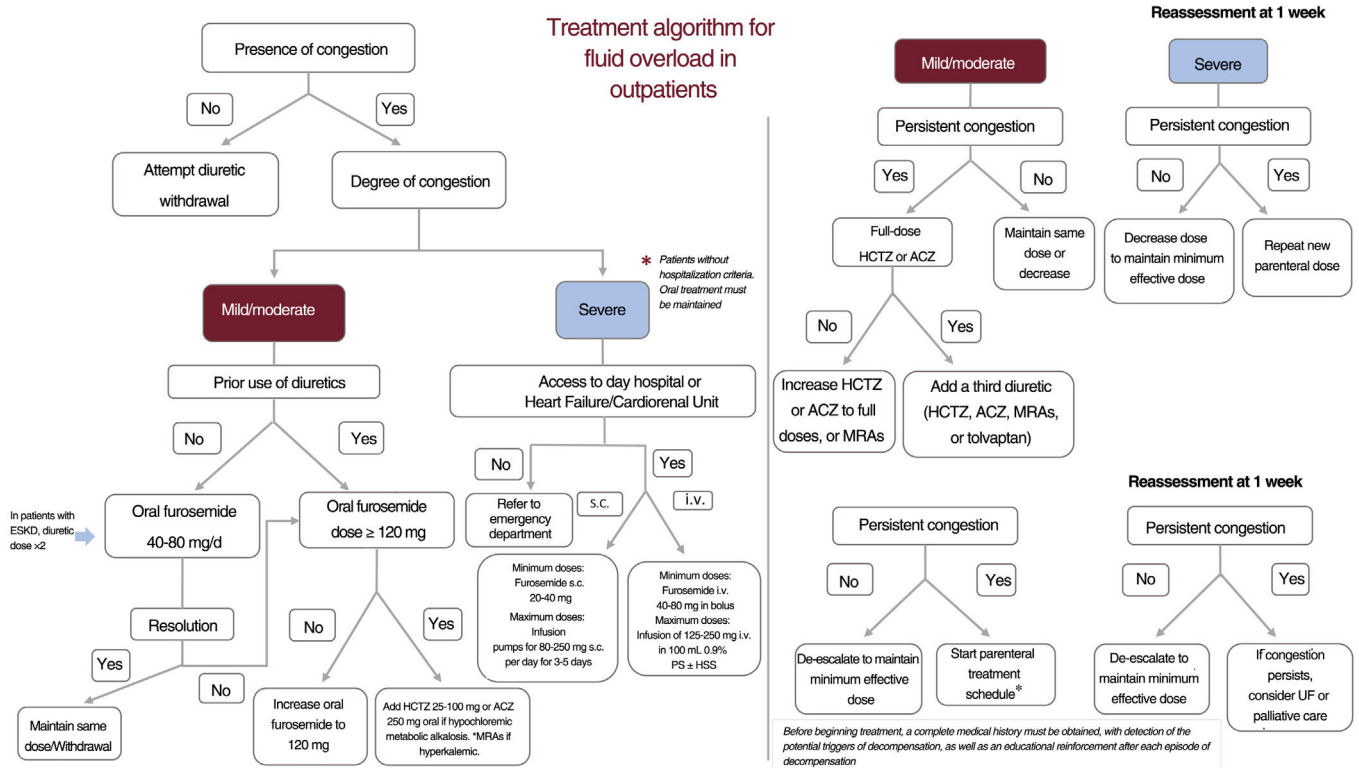 Treatment algorithm for
fluid overload in
outpatients
Presence of congestion
No
Yes
Attempt diuretic
withdrawal
Degree of congestion
* Patients without
hospitalization criteria.
Oral treatment must
be maintained
Mild/moderate
Severe
Prior use of diuretics
Access to day hospital or
Heart Failure/Cardiorenal Unit
No
Yes
No
Yes
In patients with
ESKD, diuretic
dose ×2
Oral furosemide
40-80 mg/d
Oral furosemide
dose ≥ 120 mg
Refer to
emergency
department
s.c.
i.v.
Resolution
Yes
No
No
Yes
Minimum doses:
Furosemide s.c.
20-40 mg
Maximum doses:
Infusion
pumps for 80-250 mg s.c.
per day for 3-5 days
Minimum doses:
Furosemide i.v.
40-80 mg in bolus
Maximum doses:
Infusion of 125-250 mg i.v.
in 100 mL 0.9%
PS ± HSS
Maintain same
dose/Withdrawal
Increase oral
furosemide to
120 mg
Add HCTZ 25-100 mg or ACZ
250 mg oral if hypochloremic
metabolic alkalosis. *MRAs if
hyperkalemic.
Reassessment at 1 week
Mild/moderate
Severe
Persistent congestion
Persistent congestion
Yes
No
No
Yes
Full-dose
HCTZ or ACZ
Maintain same
dose or
decrease
Decrease dose
to maintain minimum
effective dose
Repeat new
parenteral dose
No
Yes
Increase HCTZ
or ACZ to full
doses, or MRAs
Add a third diuretic
(HCTZ, ACZ, MRAs,
or tolvaptan)
Reassessment at 1 week
Persistent congestion
Persistent congestion
No
Yes
No
Yes
De-escalate to maintain
minimum effective
dose
Start parenteral
treatment
schedule*
De-escalate to
maintain minimum
effective dose
If congestion
persists,
consider UF or
palliative care
Before beginning treatment, a complete medical history must be obtained, with detection of the
potential triggers of decompensation, as well as an educational reinforcement after each episode of
decompensation